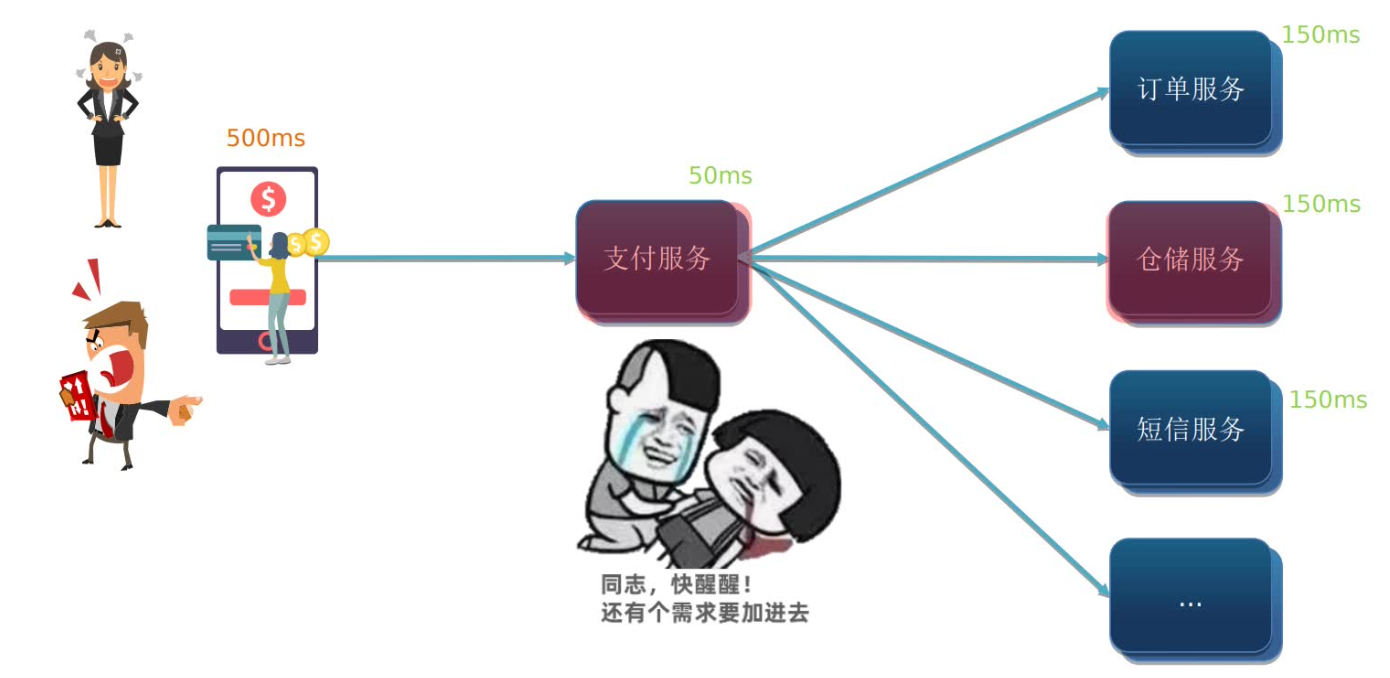 150ms
订单服务
500ms
50ms
支付服务
150ms
仓储服务
150ms
短信服务
同志，快醒醒！
还有个需求要加进去
...